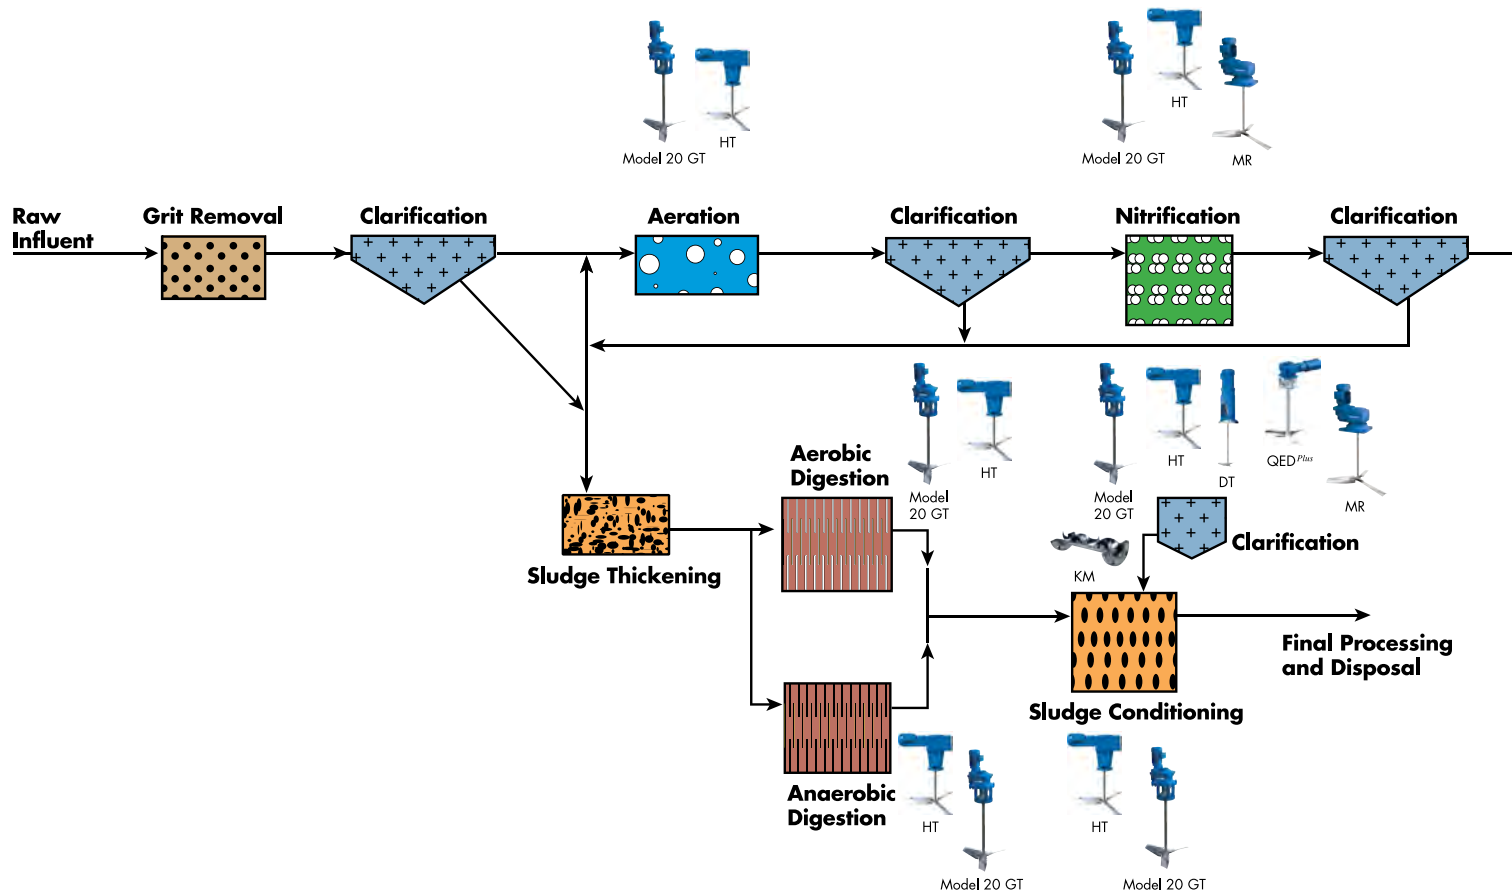 HT
Model 20 GT
HT
HT
Model 20 GT
MR
Raw
Influent
Grit Removal
Clarification
Aeration
Clarification
Nitrification
Clarification
Aerobic
Digestion
HT
Model
20 GT
HT
DT
QED Plus
MR
Model
20 GT
Clarification
KM
Sludge Thickening
Final Processing
and Disposal
Sludge Conditioning
Anaerobic
Digestion
HT
Model 20 GT
HT
Model 20 GT